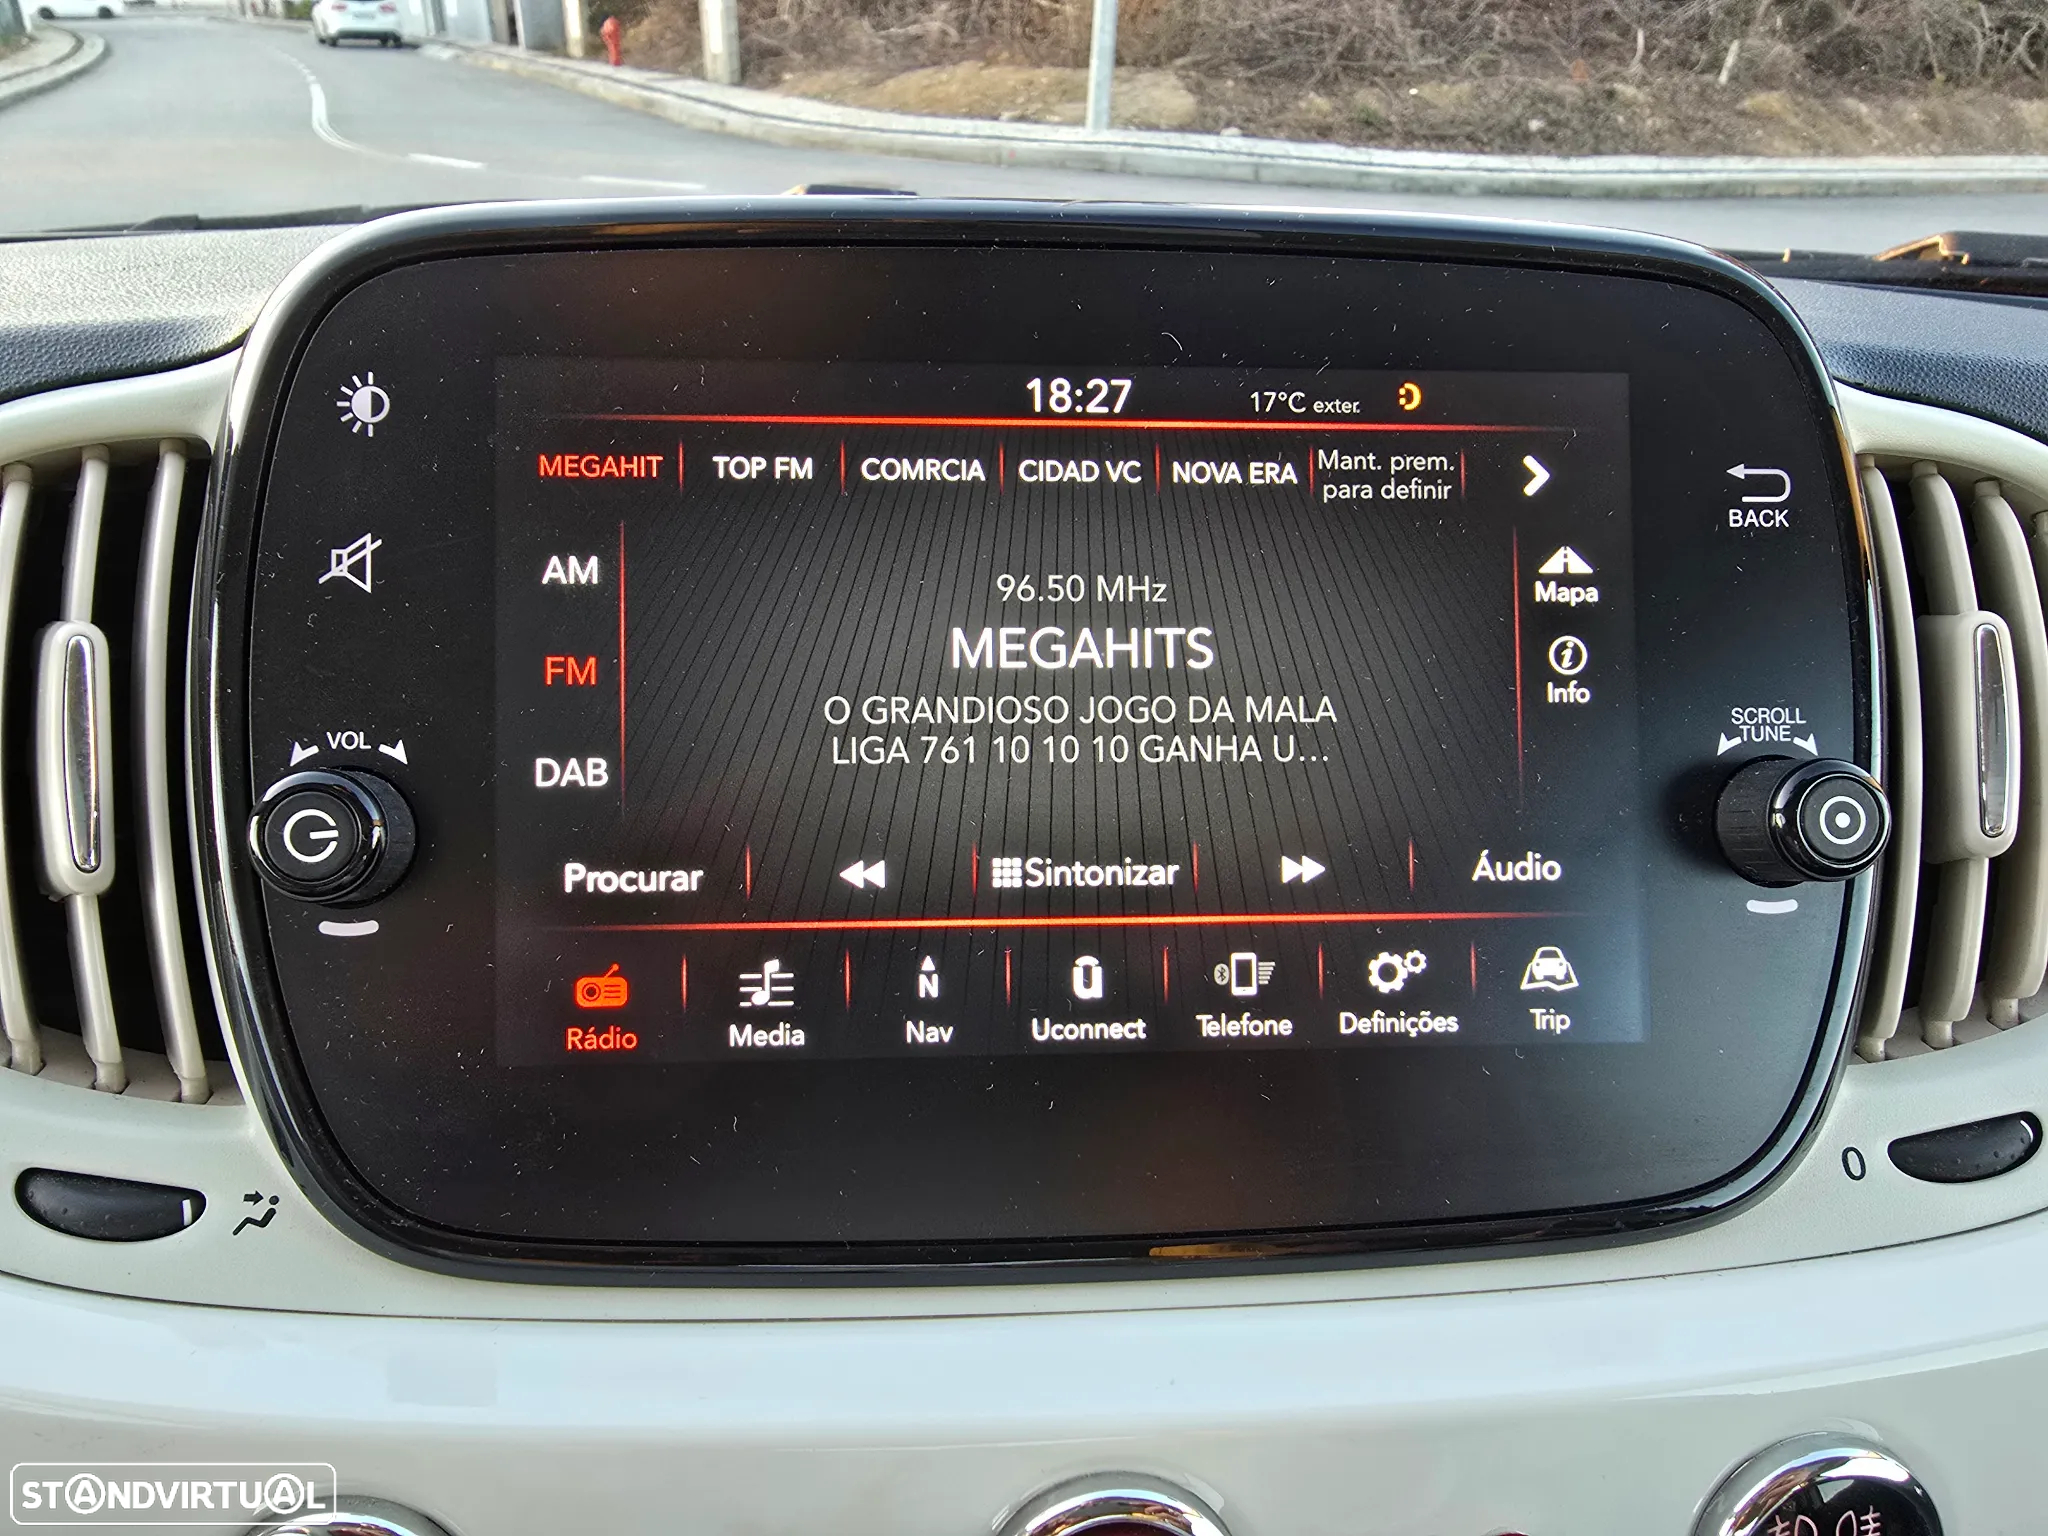 18:27
17°C exter.
MEGAHIT
TOP FM
COMRCIA
CIDAD VC
NOVA ERA
Mant. prem.
para definir
BACK
AM
FM
DAB
96.50 MHz
MEGAHITS
O GRANDIOSO JOGO DA MALA
LIGA 761 10 10 10 GANHA U...
Mapa
Info
VOL
SCROLL
TUNE
Procurar
Sintonizar
Áudio
Rádio
Media
N
Nav
u
Uconnect
Telefone
Definições
Trip
0
STANDVIRTUAL